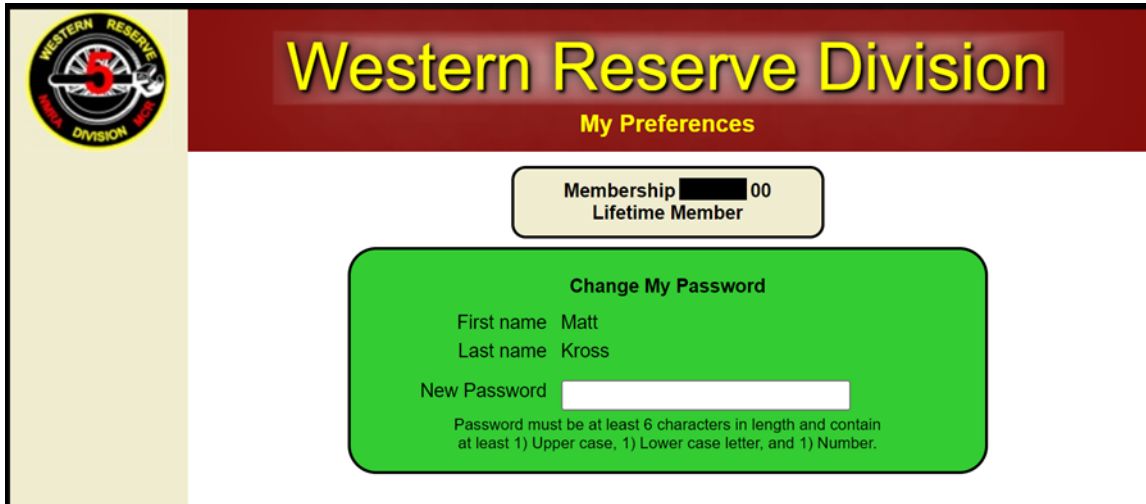 WESTERN RESERVE
5
NMRA DIVISION MCR
Western Reserve Division
My Preferences
Membership 00
Lifetime Member
Change My Password
First name Matt
Last name Kross
New Password
Password must be at least 6 characters in length and contain
at least 1) Upper case, 1) Lower case letter, and 1) Number.